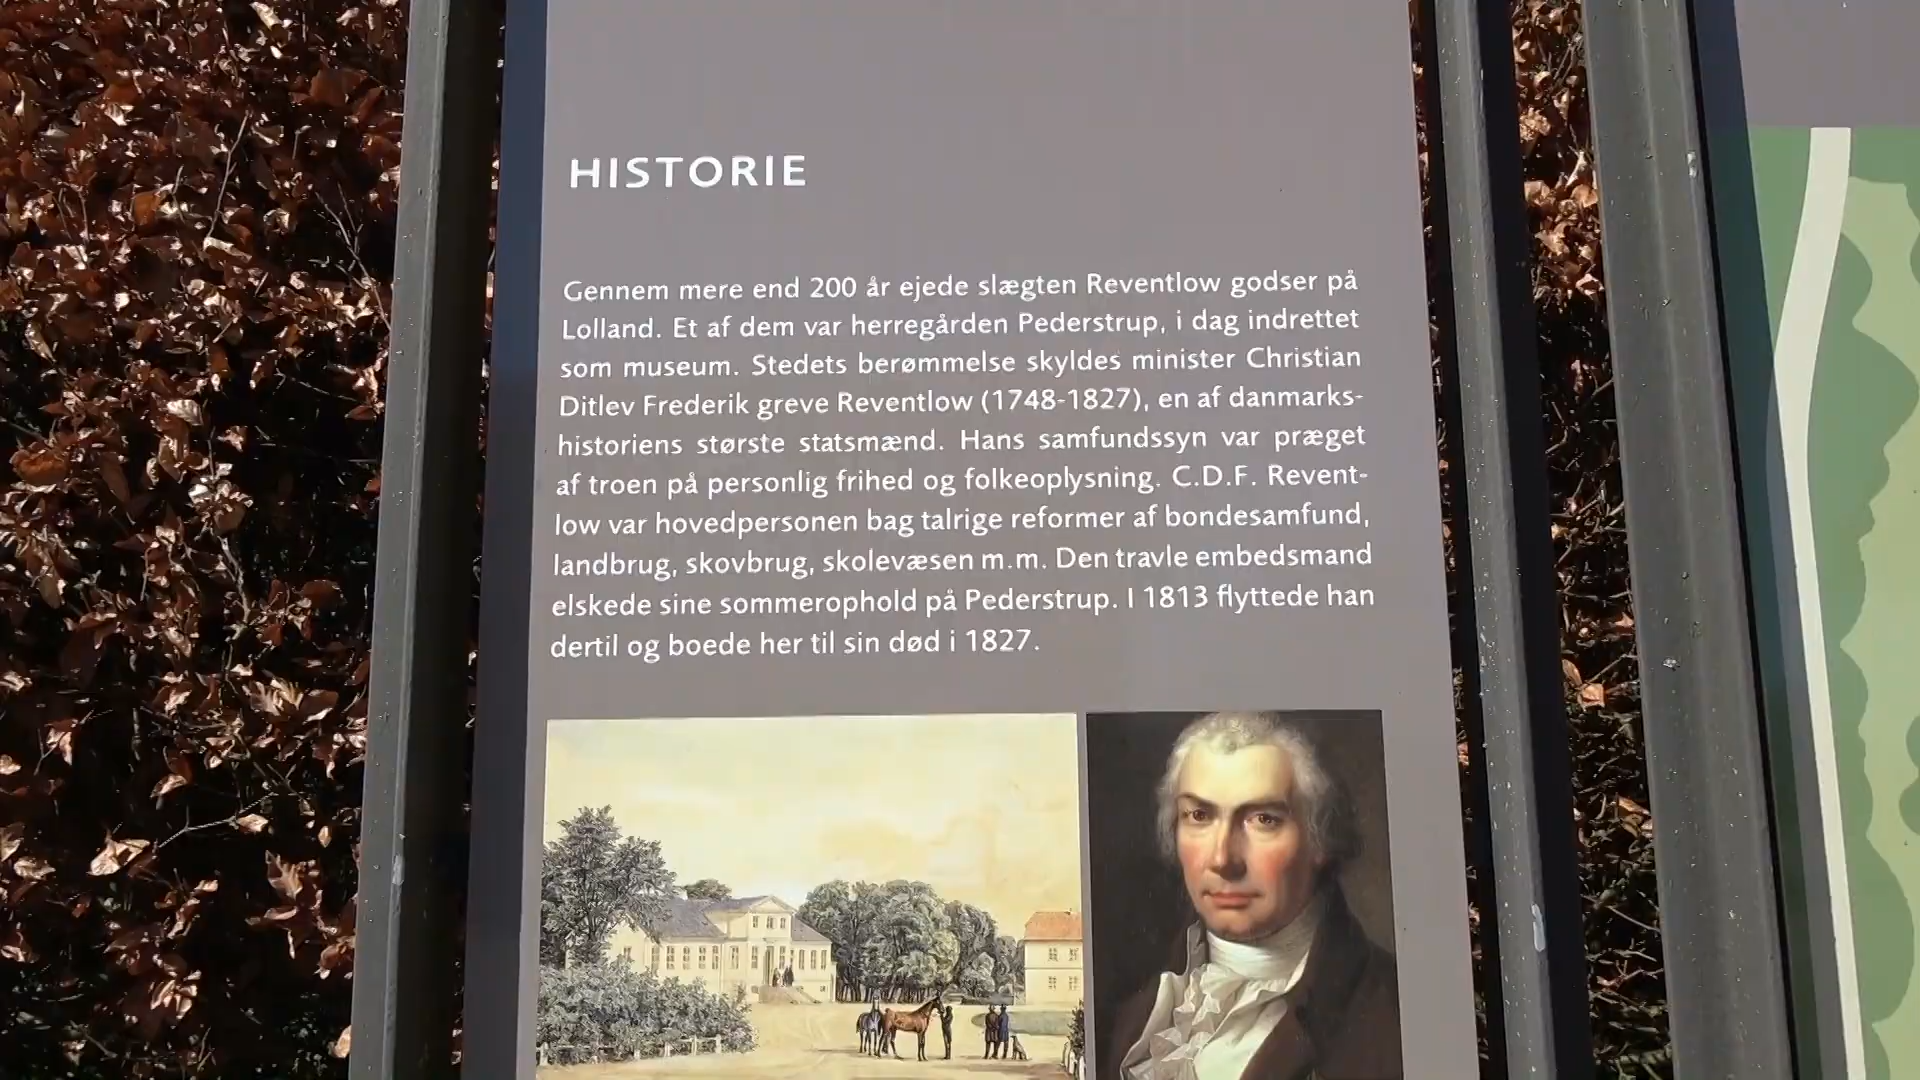 HISTORIE
Gennem mere end 200 år ejede slægten Reventlow godser på
Lolland. Et af dem var herregården Pederstrup, i dag indrettet
som museum. Stedets berømmelse skyldes minister Christian
Ditlev Frederik greve Reventlow (1748-1827), en af danmarks-
historiens største statsmænd. Hans samfundssyn var præget
af troen på personlig frihed og folkeoplysning. C.D.F. Revent-
low var hovedpersonen bag talrige reformer af bondesamfund,
landbrug, skovbrug, skolevæsen m.m. Den travle embedsmand
elskede sine sommerophold på Pederstrup. I 1813 flyttede han
dertil og boede her til sin død i 1827.